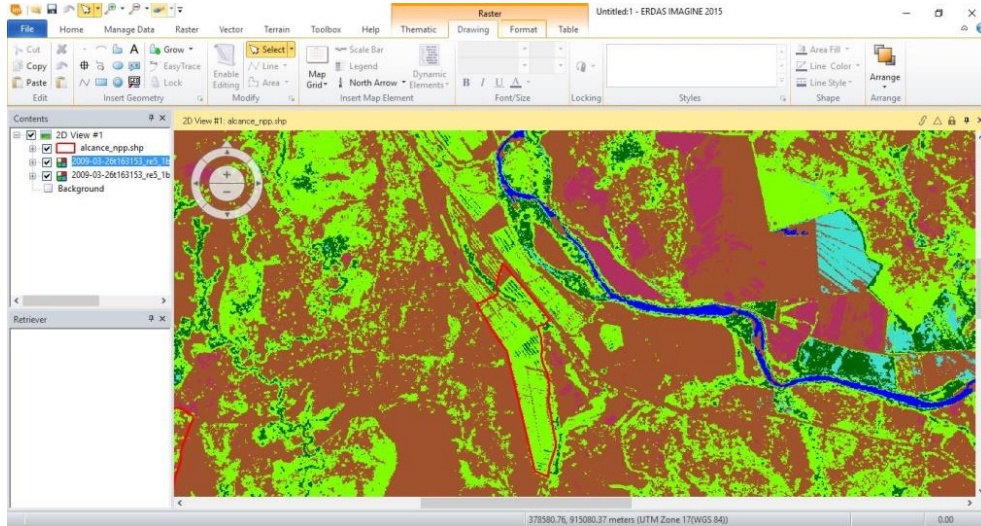 Raster
Untitled:1 - ERDAS IMAGINE 2015
File Home Manage Data Raster Vector Terrain Toolbox Help Thematic Drawing Format Table
Cut
Copy
Paste
Edit
A
Grow
EasyTrace
Lock
Insert Geometry
Enable Editing
Select
Line
Area
Modify
Map Grid
Scale Bar
Legend
North Arrow
Dynamic Elements
Insert Map Element
B I U A
Font/Size
Locking
Styles
Area Fill
Line Color
Line Style
Shape
Arrange
Arrange
Contents
2D View #1
alcance_npp.shp
2009-03-26t163153_re5_1b
2009-03-26t163153_re5_1b
Background
Retriever
2D View #1: alcance_npp.shp
378580.76, 915080.37 meters (UTM Zone 17(WGS 84))
0.00